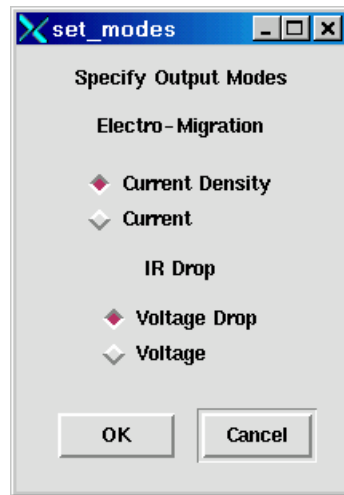 set_modes
Specify Output Modes
Electro-Migration
Current Density
Current
IR Drop
Voltage Drop
Voltage
OK Cancel